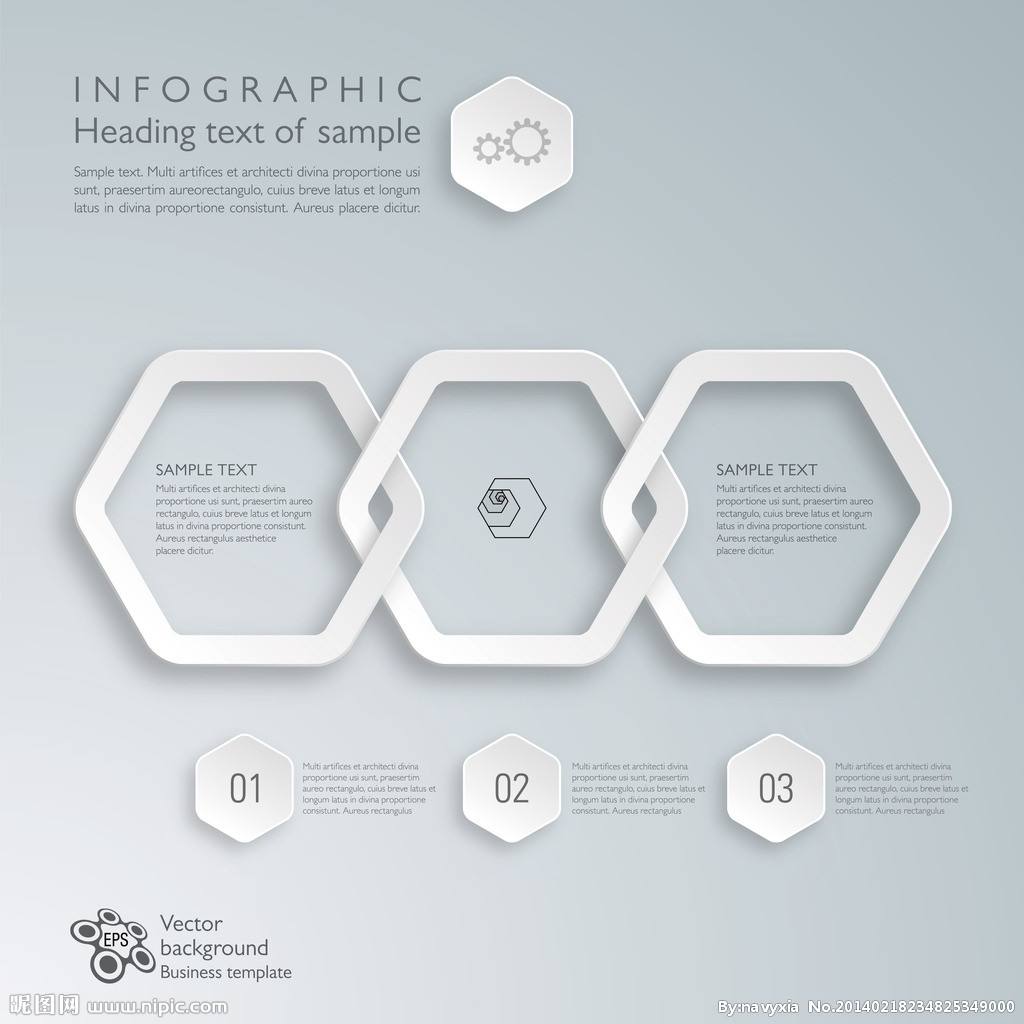 INFOGRAPHIC
Heading text of sample
Sample text. Multi artifices et architecti divina proportione usi
sunt, praesertim aureorectangulo, cuius breve latus et longum
latus in divina proportione consistunt. Aureus placere dicitur.
SAMPLE TEXT
Multi artifices et architecti divina
proportione usi sunt, praesertim aureo
rectangulo, cuius breve latus et longum
latus in divina proportione consistunt.
Aureus rectangulus aesthetice
placere dicitur.
SAMPLE TEXT
Multi artifices et architecti divina
proportione usi sunt, praesertim aureo
rectangulo, cuius breve latus et longum
latus in divina proportione consistunt.
Aureus rectangulus aesthetice
placere dicitur.
01
Multi artifices et architecti divina
proportione usi sunt, praesertim
aureo rectangulo, cuius breve latus et
longum latus in divina proportione
consistunt. Aureus rectangulus
02
Multi artifices et architecti divina
proportione usi sunt, praesertim
aureo rectangulo, cuius breve latus et
longum latus in divina proportione
consistunt. Aureus rectangulus
03
Multi artifices et architecti divina
proportione usi sunt, praesertim
aureo rectangulo, cuius breve latus et
longum latus in divina proportione
consistunt. Aureus rectangulus
EPS
Vector
background
Business template
昵图网 www.nipic.com
By:navyxia No.20140218234825349000